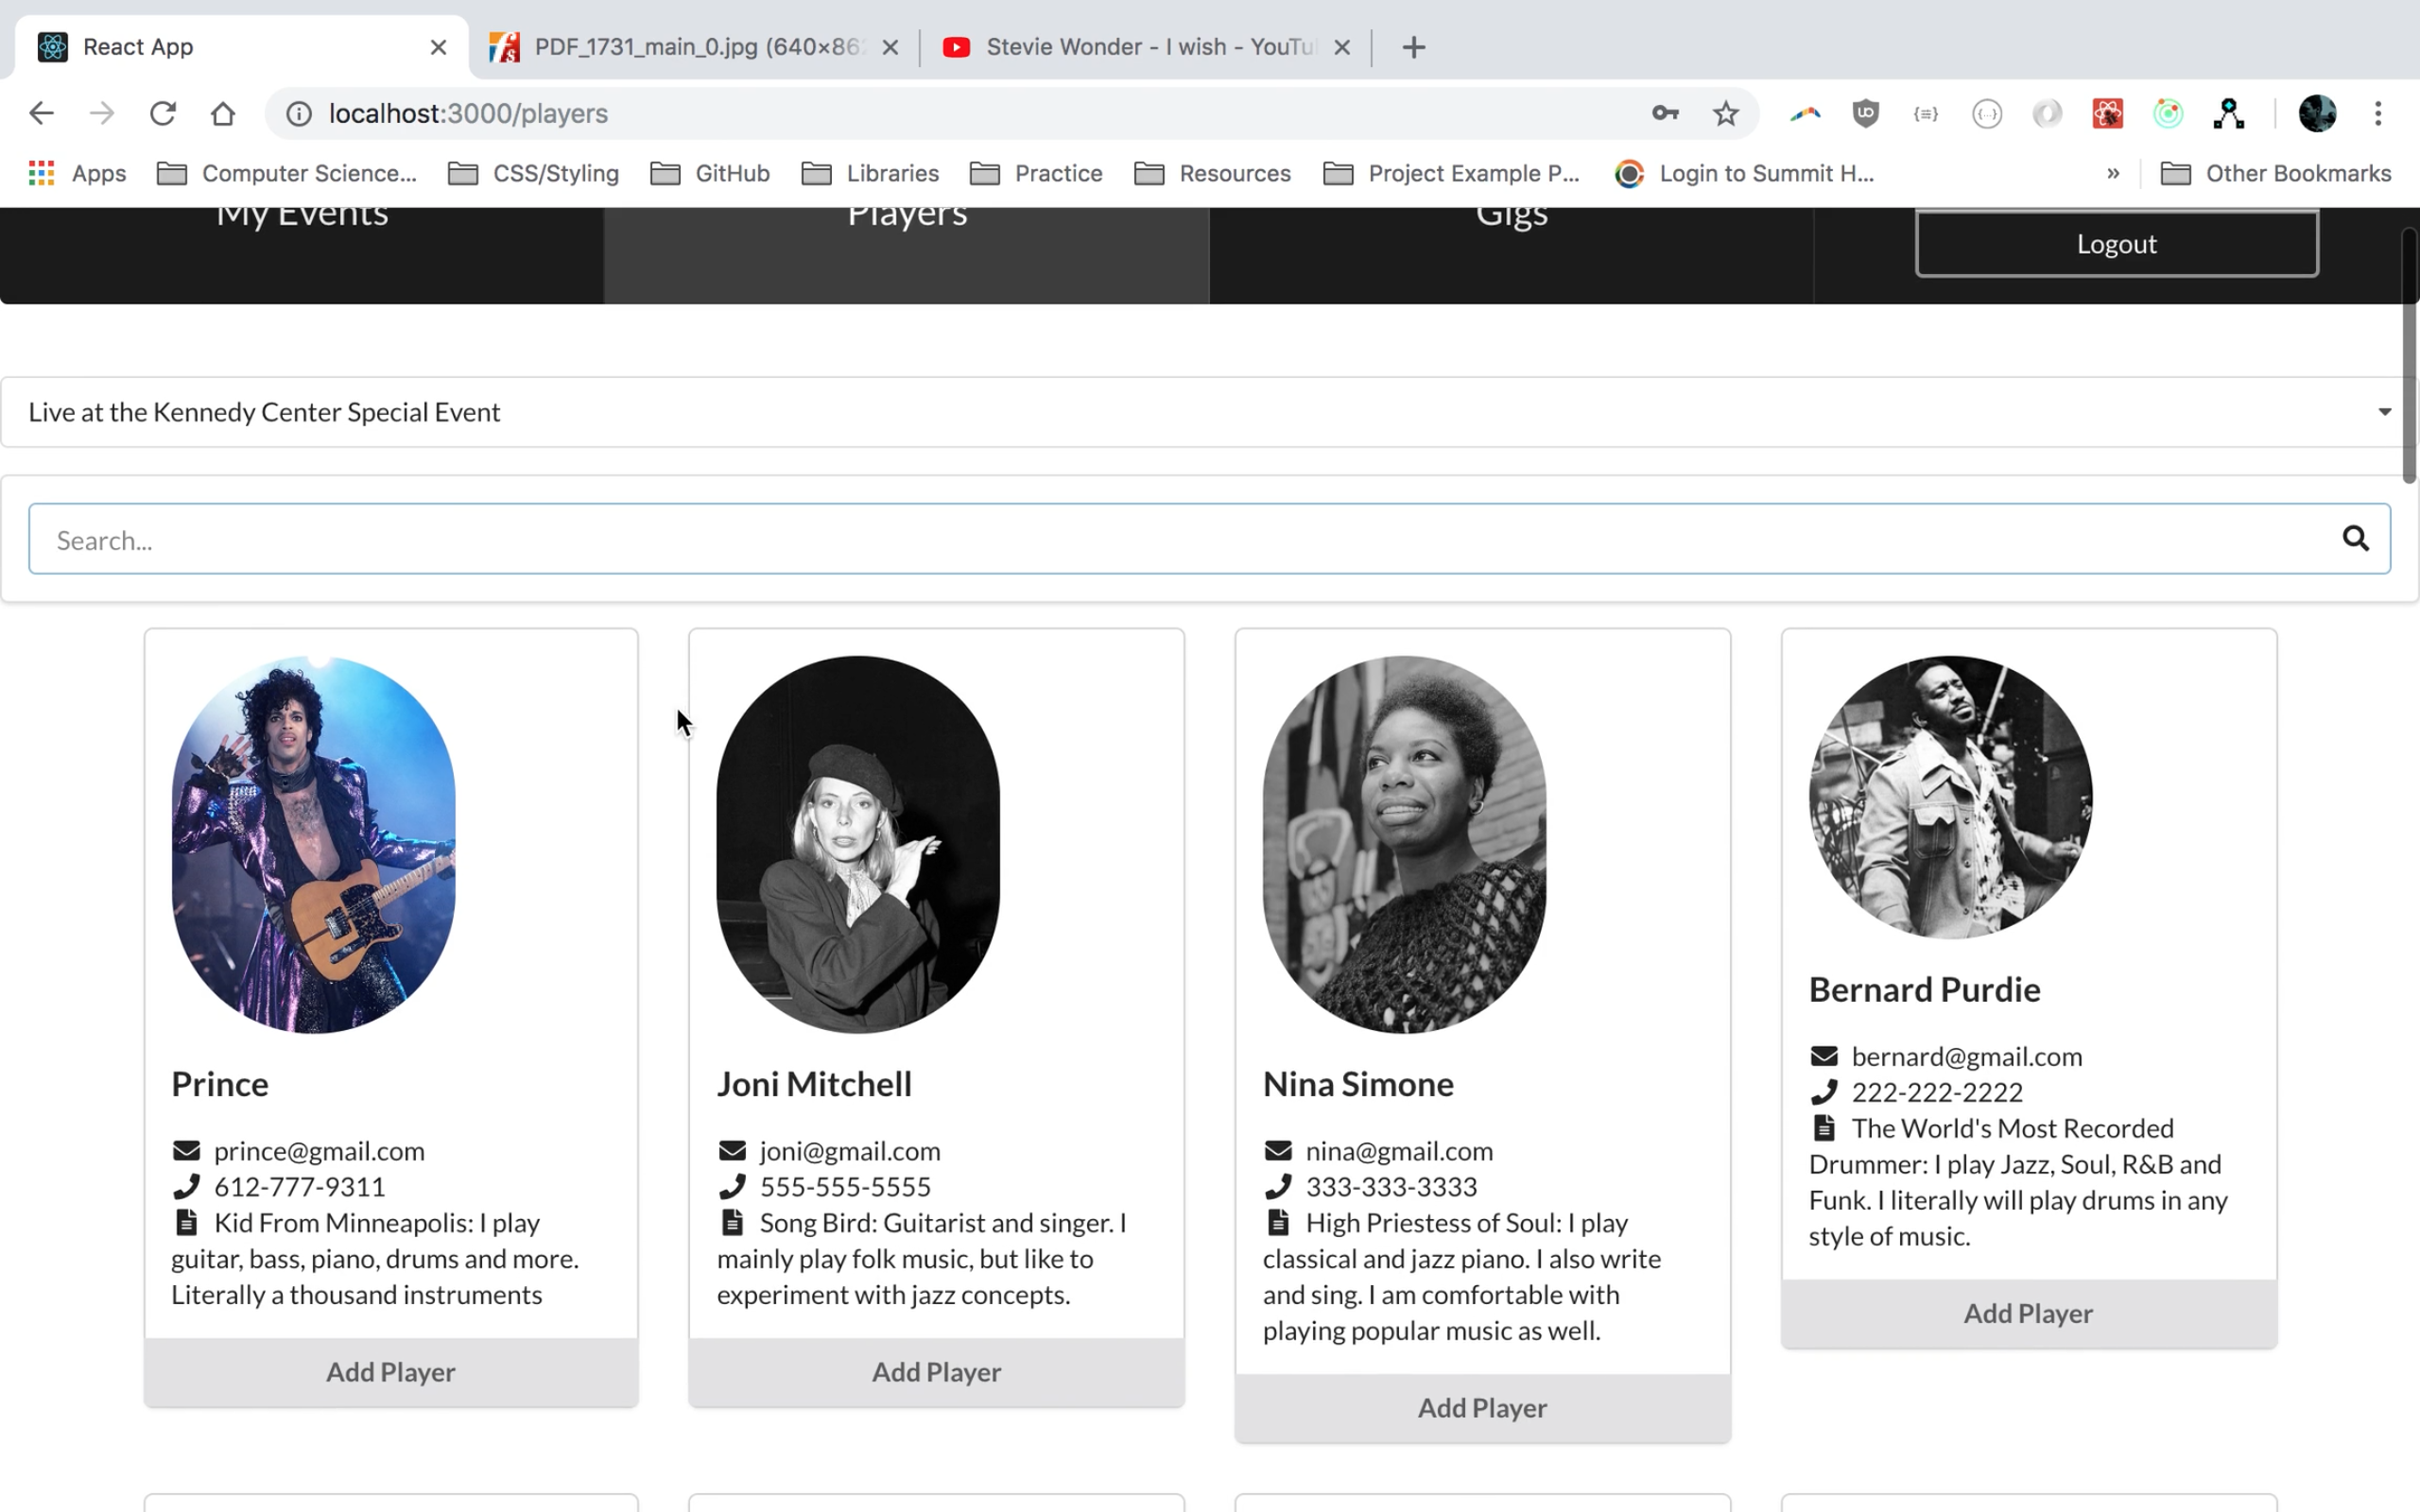 React App
PDF_1731_main_0.jpg (640×86
Stevie Wonder - I wish - YouTu
localhost:3000/players
Apps
Computer Science...
CSS/Styling
GitHub
Libraries
Practice
Resources
Project Example P...
Login to Summit H...
»
Other Bookmarks
My Events
Players
Gigs
Logout
Live at the Kennedy Center Special Event
Search...
Prince
prince@gmail.com
612-777-9311
Kid From Minneapolis: I play
guitar, bass, piano, drums and more.
Literally a thousand instruments
Add Player
Joni Mitchell
joni@gmail.com
555-555-5555
Song Bird: Guitarist and singer. I
mainly play folk music, but like to
experiment with jazz concepts.
Add Player
Nina Simone
nina@gmail.com
333-333-3333
High Priestess of Soul: I play
classical and jazz piano. I also write
and sing. I am comfortable with
playing popular music as well.
Add Player
Bernard Purdie
bernard@gmail.com
222-222-2222
The World's Most Recorded
Drummer: I play Jazz, Soul, R&B and
Funk. I literally will play drums in any
style of music.
Add Player